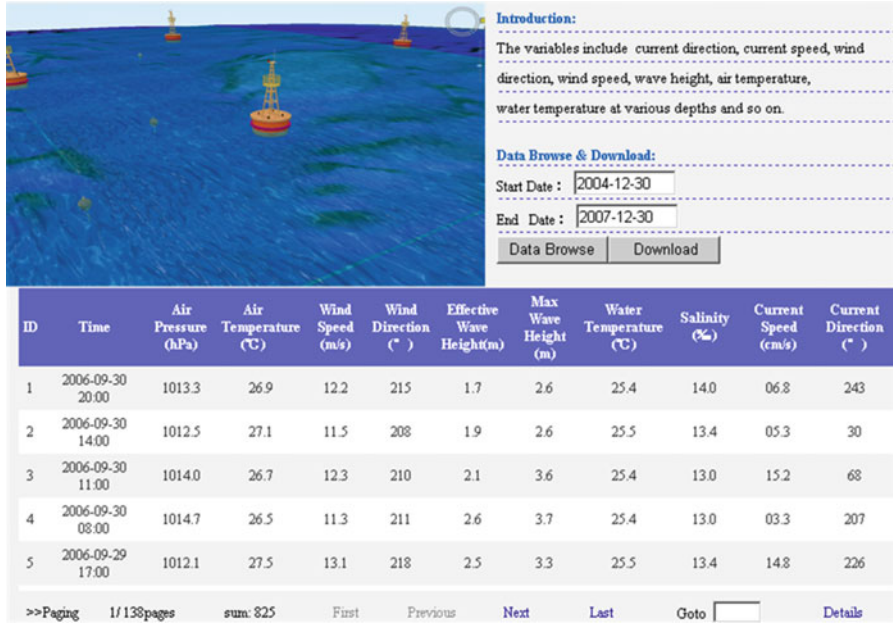 Introduction:
The variables include current direction, current speed, wind
direction, wind speed, wave height, air temperature,
water temperature at various depths and so on.
Data Browse & Download:
Start Date : 2004-12-30
End Date : 2007-12-30
Data Browse Download
ID Time Air Pressure (hPa) Air Temperature (℃) Wind Speed (m/s) Wind Direction (° ) Effective Wave Height(m) Max Wave Height (m) Water Temperature (℃) Salinity (‰) Current Speed (cm/s) Current Direction (° )
1 2006-09-30 20:00 1013.3 26.9 12.2 215 1.7 2.6 25.4 14.0 06.8 243
2 2006-09-30 14:00 1012.5 27.1 11.5 208 1.9 2.6 25.5 13.4 05.3 30
3 2006-09-30 11:00 1014.0 26.7 12.3 210 2.1 3.6 25.4 13.0 15.2 68
4 2006-09-30 08:00 1014.7 26.5 11.3 211 2.6 3.7 25.4 13.0 03.3 207
5 2006-09-29 17:00 1012.1 27.5 13.1 218 2.5 3.3 25.5 13.4 14.8 226
>>Paging 1/138pages sum: 825 First Previous Next Last Goto Details